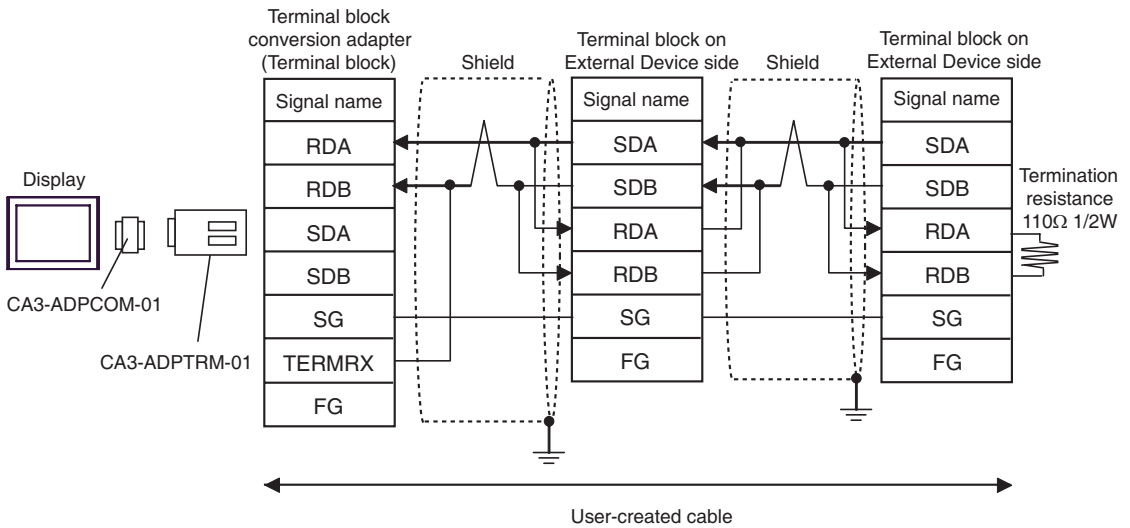 Terminal block
conversion adapter
(Terminal block)
Shield
Terminal block on
External Device side
Shield
Terminal block on
External Device side
Signal name
RDA
RDB
SDA
SDB
SG
TERMRX
FG
Signal name
SDA
SDB
RDA
RDB
SG
FG
Signal name
SDA
SDB
RDA
RDB
SG
FG
Display
CA3-ADPCOM-01
CA3-ADPTRM-01
Termination
resistance
110Ω 1/2W
User-created cable